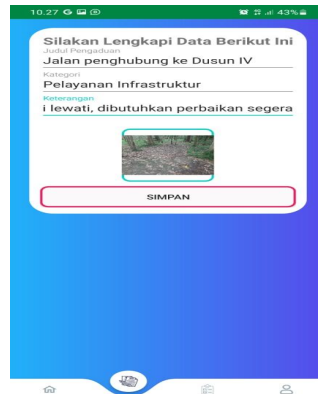 10.27 G
43%
Silakan Lengkapi Data Berikut Ini
Judul Pengaduan
Jalan penghubung ke Dusun IV
Kategori
Pelayanan Infrastruktur
Keterangan
i lewati, dibutuhkan perbaikan segera
SIMPAN